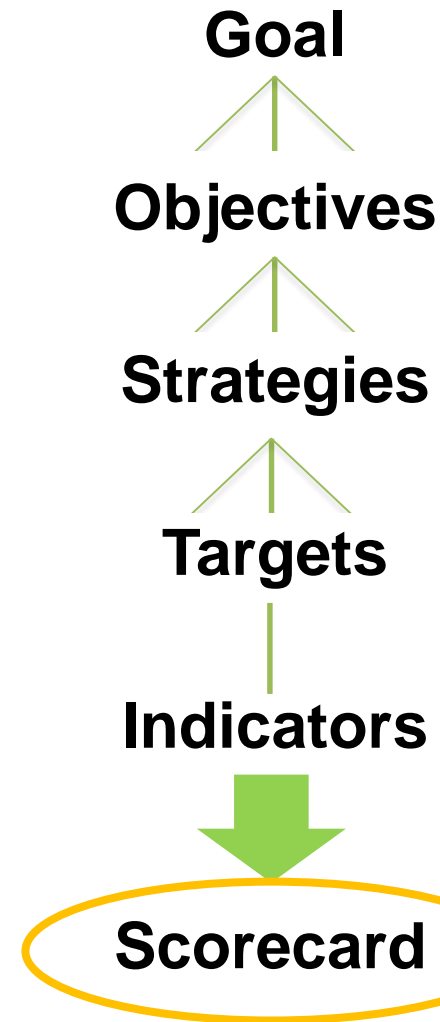 Goal
Objectives
Strategies
Targets
Indicators
Scorecard